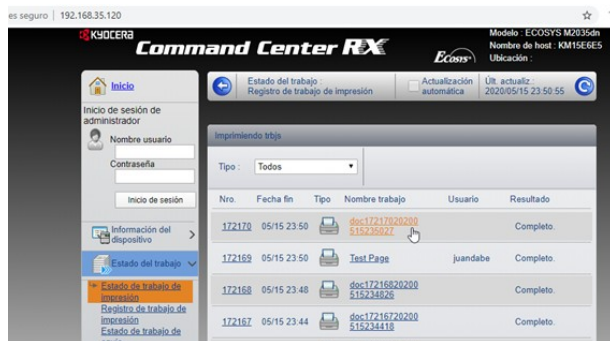 es seguro | 192.168.35.120
KYOCERA
Command Center RX
Ecosys
Modelo : ECOSYS M2035dn
Nombre de host : KM15E6E5
Ubicación :
Inicio
Estado del trabajo :
Registro de trabajo de impresión
Actualización
automática
Últ. actualiz :
2020/05/15 23:50:55
Inicio de sesión de
administrador
Nombre usuario
Contraseña
Inicio de sesión
Información del
dispositivo
Estado del trabajo
Estado de trabajo de
impresión
Registro de trabajo de
impresión
Estado de trabajo de
Imprimiendo trbjs
Tipo : Todos
Nro. Fecha fin Tipo Nombre trabajo Usuario Resultado
172170 05/15 23:50 doc17217020200
515235027 Completo.
172169 05/15 23:50 Test Page juandabe Completo.
172168 05/15 23:48 doc17216820200
515234826 Completo.
172167 05/15 23:44 doc17216720200
515234418 Completo.